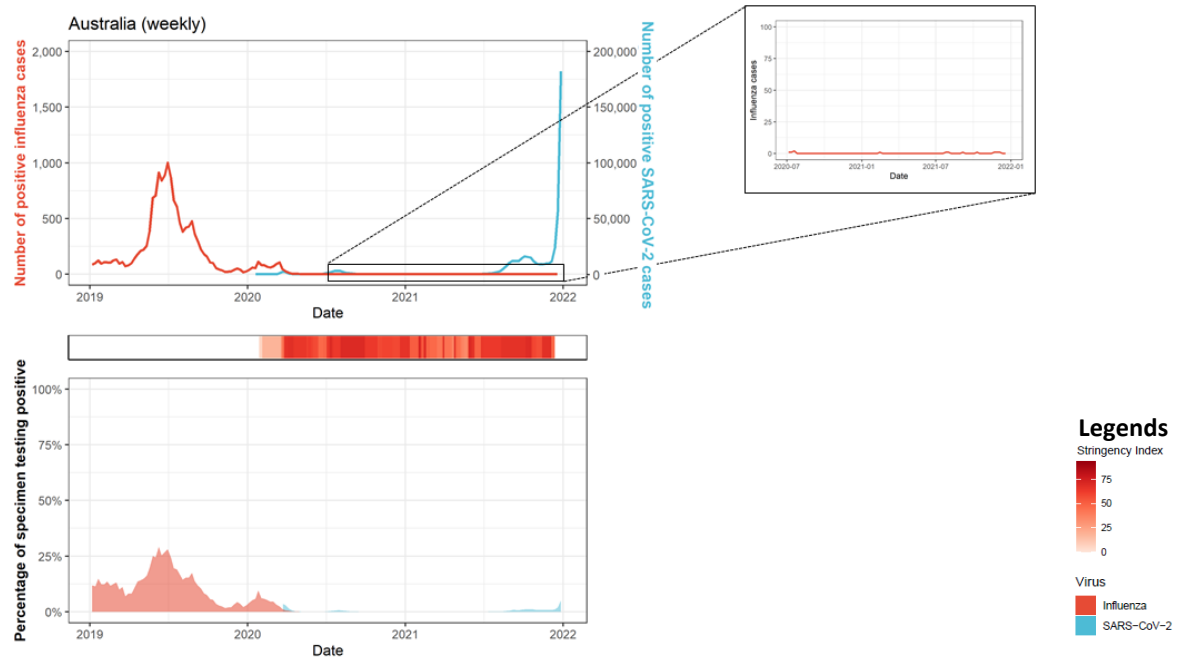 Australia (weekly)
Number of positive influenza cases
2,000
1,500
1,000
500
0
200,000
150,000
100,000
50,000
0
Number of positive SARS-CoV-2 cases
2019
2020
2021
2022
Date
Influenza cases
100
75
50
25
0
2020-07
2021-01
2021-07
2022-01
Date
Percentage of specimen testing positive
100%
75%
50%
25%
0%
2019
2020
2021
2022
Date
Legends
Stringency Index
75
50
25
0
Virus
Influenza
SARS-CoV-2